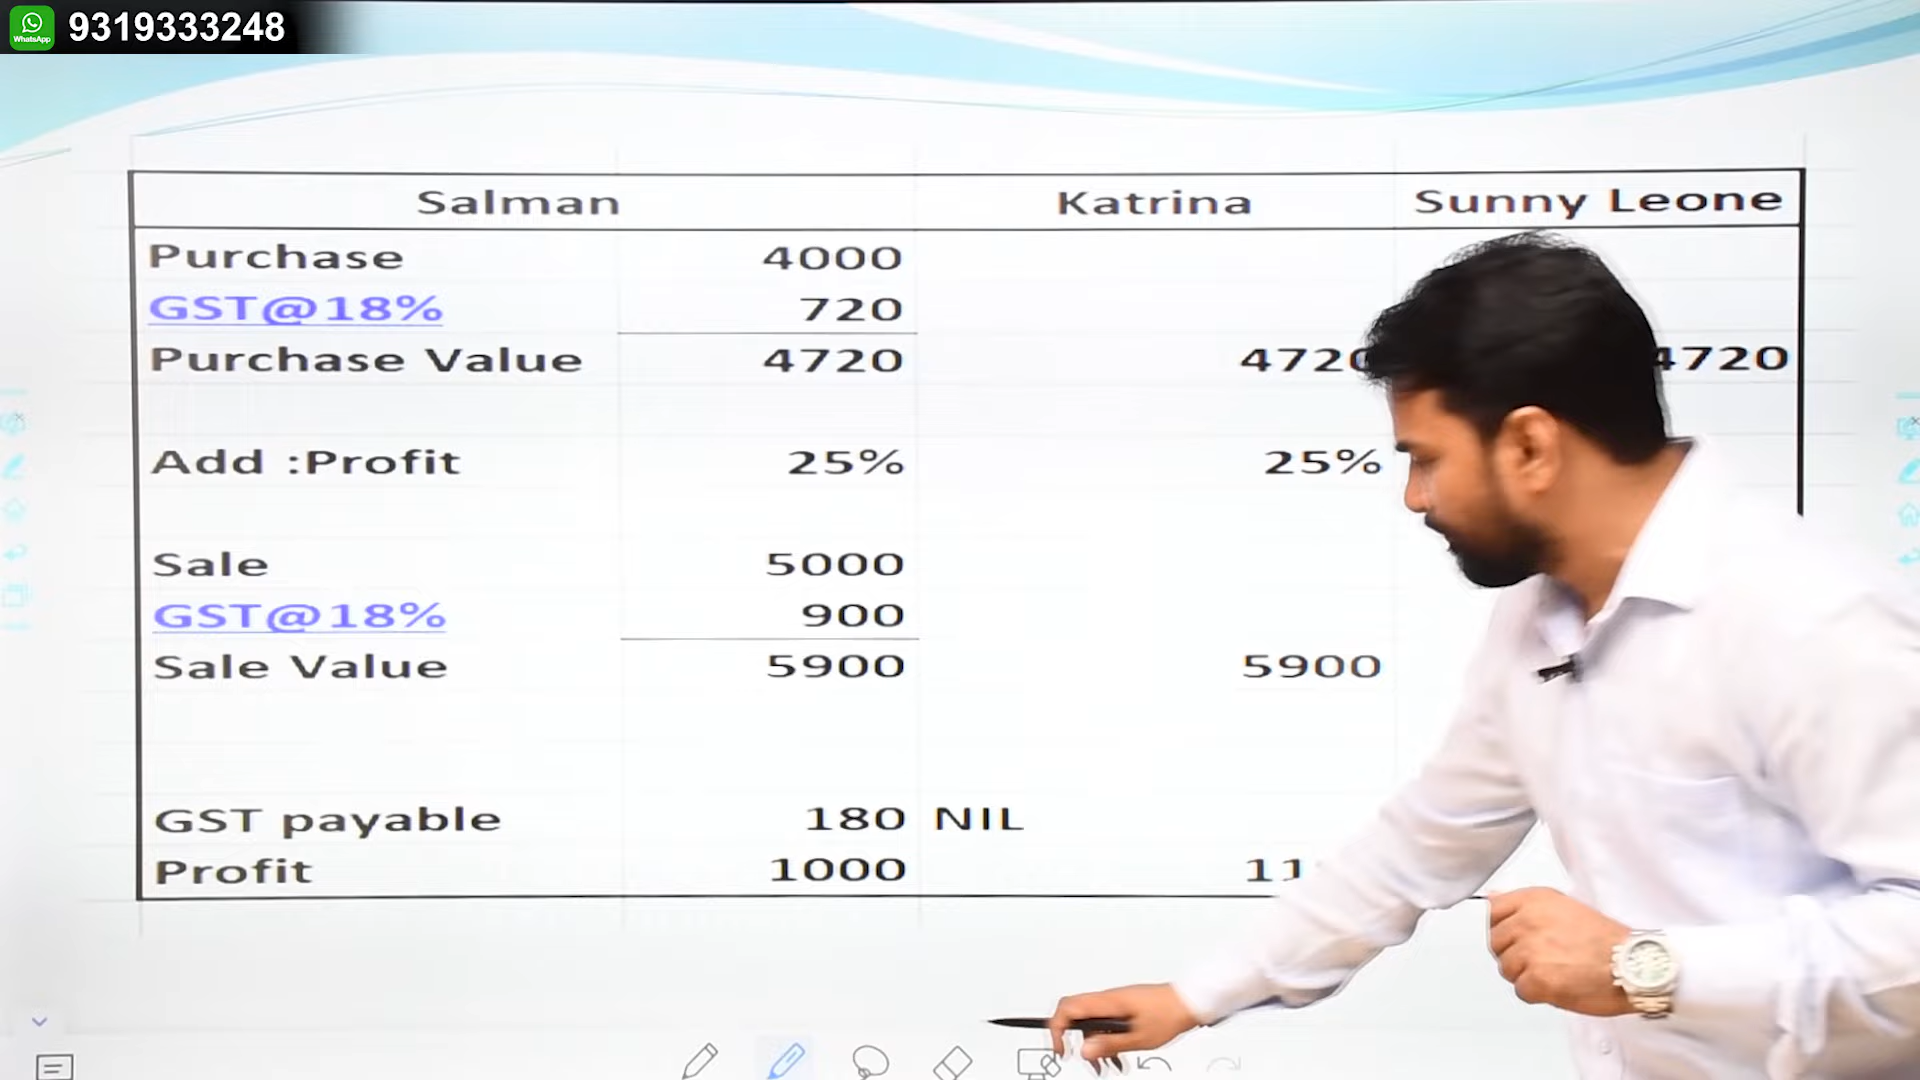 WhatsApp 9319333248
Salman Katrina Sunny Leone
Purchase 4000
GST@18% 720
Purchase Value 4720 4720 4720
Add :Profit 25% 25%
Sale 5000
GST@18% 900
Sale Value 5900 5900
GST payable 180 NIL
Profit 1000